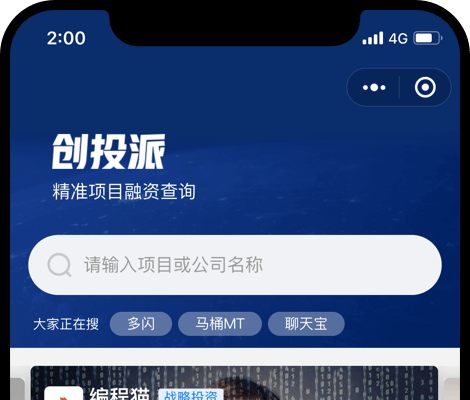 2:00 4G
创投派
精准项目融资查询
请输入项目或公司名称
大家正在搜 多闪 马桶MT 聊天宝
编程猫 战略投资